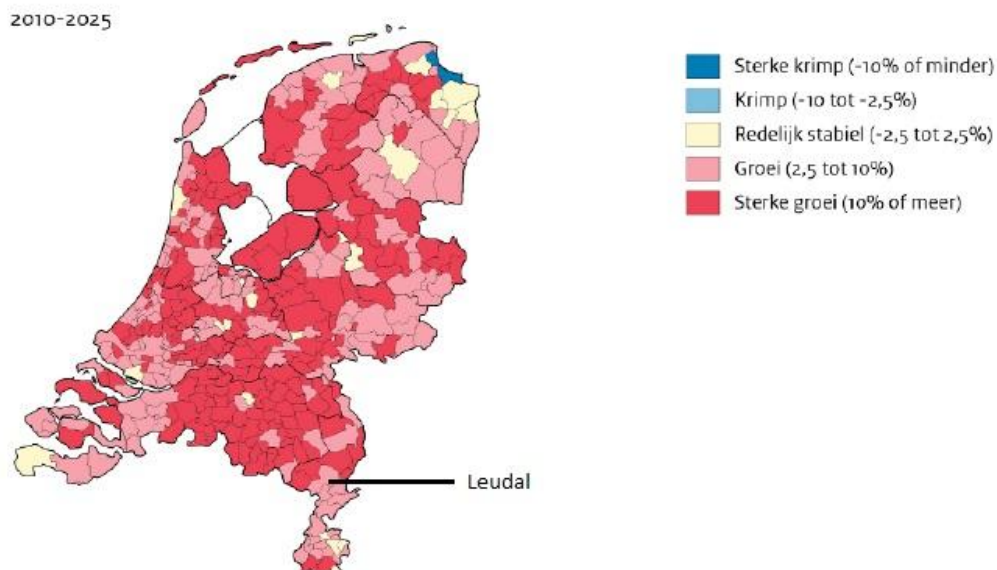 2010-2025
Sterke krimp (-10% of minder)
Krimp (-10 tot -2,5%)
Redelijk stabiel (-2,5 tot 2,5%)
Groei (2,5 tot 10%)
Sterke groei (10% of meer)
Leudal